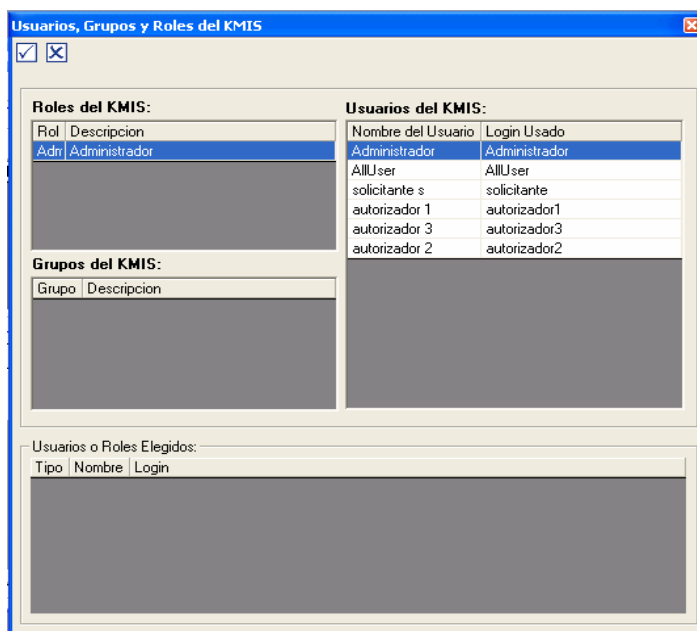 Usuarios, Grupos y Roles del KMIS
Roles del KMIS:
Rol Descripcion
Adm Administrador
Grupos del KMIS:
Grupo Descripcion
Usuarios del KMIS:
Nombre del Usuario Login Usado
Administrador Administrador
AllUser AllUser
solicitante s solicitante
autorizador 1 autorizador1
autorizador 3 autorizador3
autorizador 2 autorizador2
Usuarios o Roles Elegidos:
Tipo Nombre Login